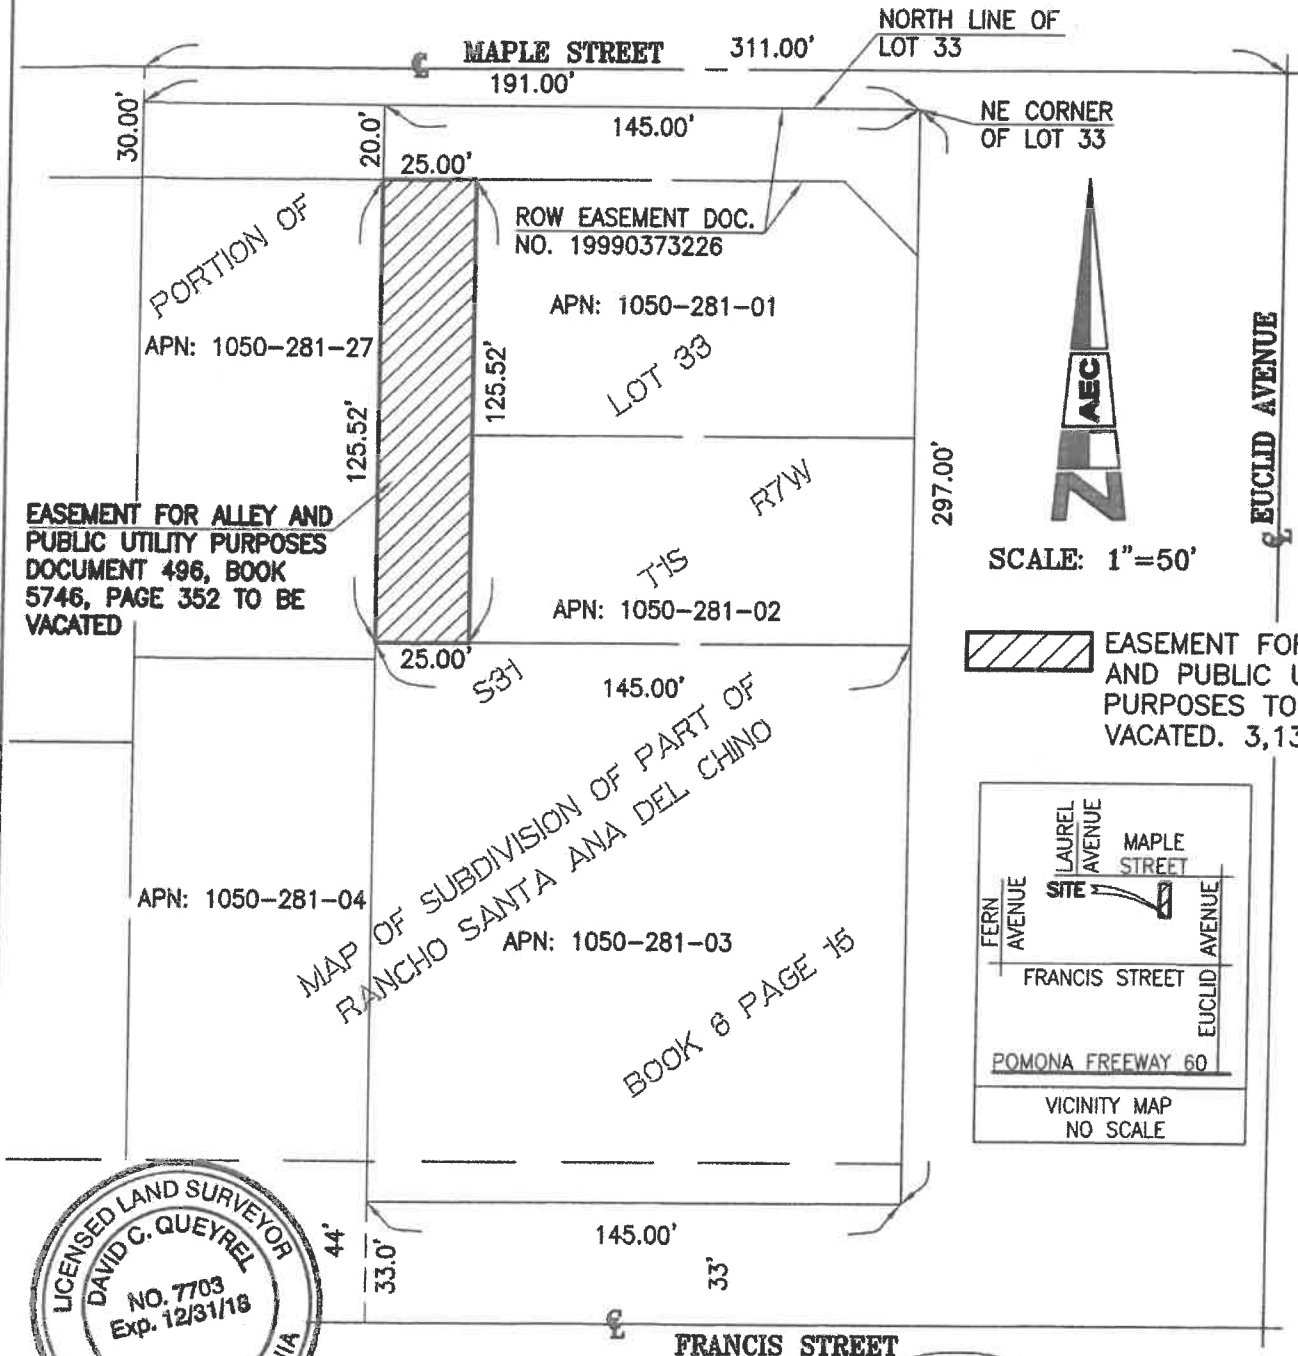 NORTH LINE OF
LOT 33
℄ MAPLE STREET
311.00'
191.00'
30.00'
20.0'
145.00'
NE CORNER
OF LOT 33
25.00'
ROW EASEMENT DOC.
NO. 19990373226
PORTION OF
APN: 1050-281-01
APN: 1050-281-27
LOT 33
125.52'
125.52'
AEC
N
℄ EUCLID AVENUE
297.00'
R7W
EASEMENT FOR ALLEY AND
PUBLIC UTILITY PURPOSES
DOCUMENT 496, BOOK
5746, PAGE 352 TO BE
VACATED
SCALE: 1"=50'
T1S
APN: 1050-281-02
25.00'
S31
145.00'
EASEMENT FOR
AND PUBLIC U
PURPOSES TO
VACATED. 3,13
MAP OF SUBDIVISION OF PART OF
RANCHO SANTA ANA DEL CHINO
APN: 1050-281-04
APN: 1050-281-03
BOOK 6 PAGE 15
LAUREL
AVENUE
MAPLE
STREET
SITE
FERN
AVENUE
EUCLID AVENUE
FRANCIS STREET
POMONA FREEWAY 60
VICINITY MAP
NO SCALE
LICENSED LAND SURVEYOR
DAVID C. QUEYREL
NO. 7703
Exp. 12/31/18
44'
33.0'
145.00'
33'
℄
FRANCIS STREET